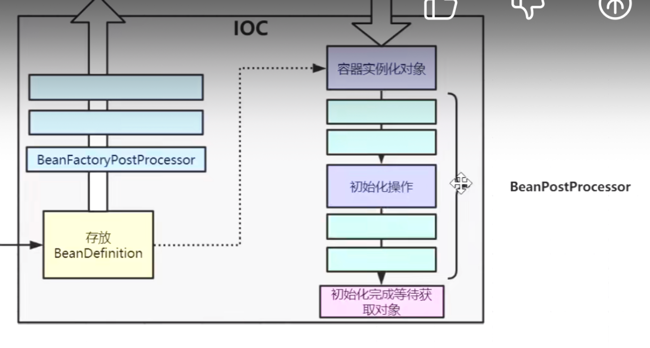 IOC
容器实例化对象
BeanFactoryPostProcessor
初始化操作
BeanPostProcessor
存放
BeanDefinition
初始化完成等待获
取对象